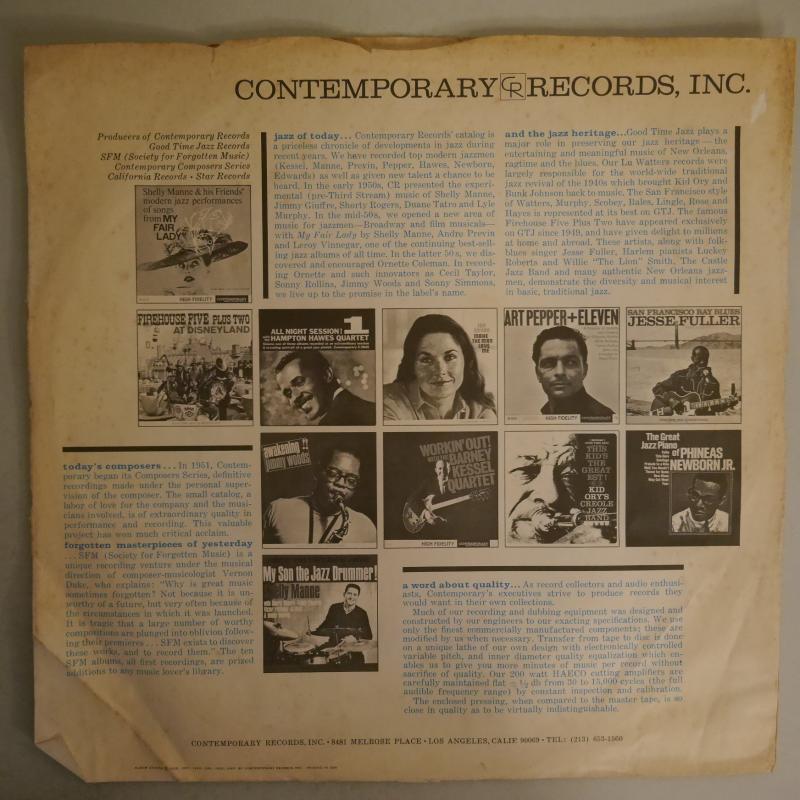 CONTEMPORARY CR RECORDS, INC.
Producers of Contemporary Records
Good Time Jazz Records
SFM (Society for Forgotten Music)
Contemporary Composers Series
California Records • Star Records
jazz of today... Contemporary Records' catalog is
a priceless chronicle of developments in jazz during
recent years. We have recorded top modern jazzmen
(Kessel, Manne, Previn, Pepper, Hawes, Newborn,
Edwards) as well as given new talent a chance to be
heard. In the early 1950s, CR presented the experi-
mental (pre-Third Stream) music of Shelly Manne,
Jimmy Giuffre, Shorty Rogers, Duane Tatro and Lyle
Murphy. In the mid-50s, we opened a new area of
music for jazzmen—Broadway and film musicals—
with My Fair Lady by Shelly Manne, Andre Previn
and Leroy Vinnegar, one of the continuing best-sell-
ing jazz albums of all time. In the latter 50s, we dis-
covered and encouraged Ornette Coleman. In record-
ing Ornette and such innovators as Cecil Taylor,
Sonny Rollins, Jimmy Woods and Sonny Simmons,
we live up to the promise in the label's name.
and the jazz heritage...Good Time Jazz plays a
major role in preserving our jazz heritage—the
entertaining and meaningful music of New Orleans,
ragtime and the blues. Our Lu Watters records were
largely responsible for the world-wide traditional
jazz revival of the 1940s which brought Kid Ory and
Bunk Johnson back to music. The San Francisco style
of Watters, Murphy, Scobey, Bales, Lingle, Rose and
Hayes is represented at its best on GTJ. The famous
Firehouse Five Plus Two have appeared exclusively
on GTJ since 1949, and have given delight to millions
at home and abroad. These artists, along with folk-
blues singer Jesse Fuller, Harlem pianists Luckey
Roberts and Willie "The Lion" Smith, The Castle
Jazz Band and many authentic New Orleans jazz-
men, demonstrate the diversity and musical interest
in basic, traditional jazz.
Shelly Manne & his Friends'
modern jazz performances
of songs
from MY
FAIR
LADY
HIGH FIDELITY
FIREHOUSE FIVE PLUS TWO
AT DISNEYLAND
ALL NIGHT SESSION! 1
HAMPTON HAWES QUARTET
MAKE
THE MAN
LOVE
ME
ART PEPPER + ELEVEN
HIGH FIDELITY
SAN FRANCISCO BAY BLUES
JESSE FULLER
awakening!!
jimmy woods
WORKIN' OUT!
WITH THE BARNEY
KESSEL
QUARTET
HIGH FIDELITY
THIS
KID'S
THE
GREAT
EST!
KID
ORY'S
CREOLE
JAZZ
BAND
The Great
Jazz Piano
of PHINEAS
NEWBORN JR.
My Son the Jazz Drummer!
Shelly Manne
today's composers... In 1951, Contem-
porary began its Composers Series, definitive
recordings made under the personal super-
vision of the composer. The small catalog, a
labor of love for the company and the musi-
cians involved, is of extraordinary quality in
performance and recording. This valuable
project has won much critical acclaim.
forgotten masterpieces of yesterday
...SFM (Society for Forgotten Music) is a
unique recording venture under the musical
direction of composer-musicologist Vernon
Duke, who explains: "Why is great music
sometimes forgotten? Not because it is un-
worthy of a future, but very often because of
the circumstances in which it was launched.
It is tragic that a large number of worthy
compositions are plunged into oblivion follow-
ing their premieres...SFM exists to discover
these works, and to record them." The ten
SFM albums, all first recordings, are prized
additions to any music lover's library.
a word about quality... As record collectors and audio enthusi-
asts, Contemporary's executives strive to produce records they
would want in their own collections.
Much of our recording and dubbing equipment was designed and
constructed by our engineers to our exacting specifications. We use
only the finest commercially manufactured components; these are
modified by us when necessary. Transfer from tape to disc is done
on a unique lathe of our own design with electronically controlled
variable pitch, and inner diameter quality equalization which en-
ables us to give you more minutes of music per record without
sacrifice of quality. Our 200 watt HAECO cutting amplifiers are
carefully maintained flat ± ½ db from 30 to 15,000 cycles (the full
audible frequency range) by constant inspection and calibration.
The enclosed pressing, when compared to the master tape, is so
close in quality as to be virtually indistinguishable.
CONTEMPORARY RECORDS, INC. • 8481 MELROSE PLACE • LOS ANGELES, CALIF. 90069 • TEL: (213) 653-1560